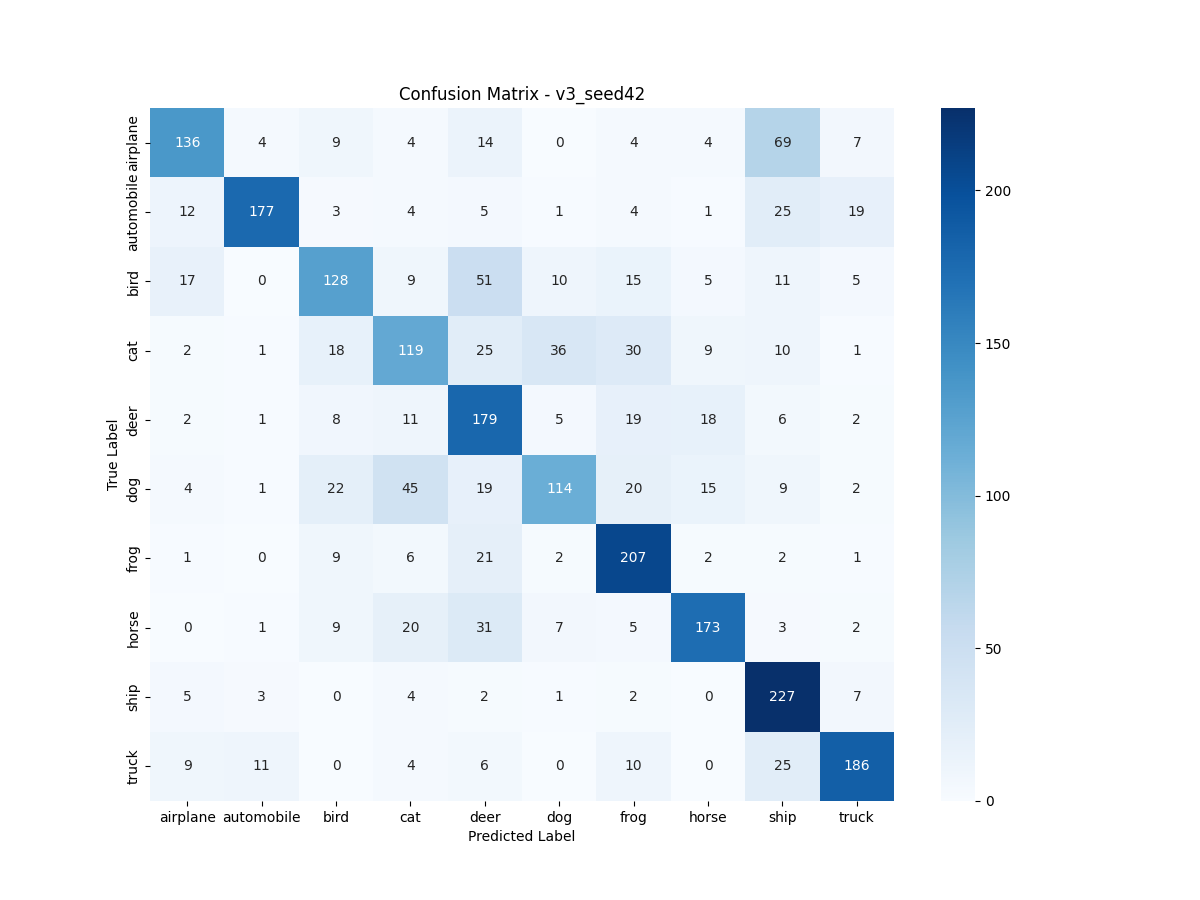 Confusion Matrix - v3_seed42
True Label
airplane 136 4 9 4 14 0 4 4 69 7
automobile 12 177 3 4 5 1 4 1 25 19
bird 17 0 128 9 51 10 15 5 11 5
cat 2 1 18 119 25 36 30 9 10 1
deer 2 1 8 11 179 5 19 18 6 2
dog 4 1 22 45 19 114 20 15 9 2
frog 1 0 9 6 21 2 207 2 2 1
horse 0 1 9 20 31 7 5 173 3 2
ship 5 3 0 4 2 1 2 0 227 7
truck 9 11 0 4 6 0 10 0 25 186
airplane automobile bird cat deer dog frog horse ship truck
Predicted Label
200
150
100
50
0